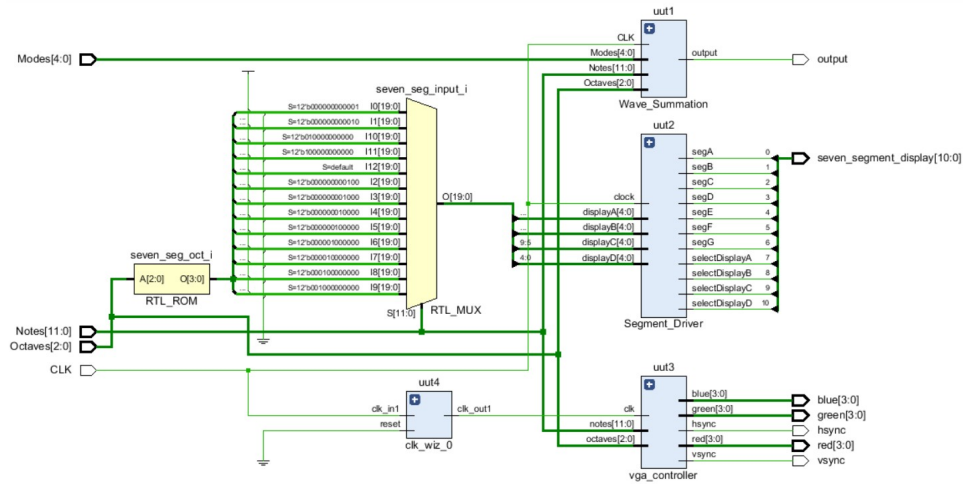 uut1
CLK
Modes[4:0]
Modes[4:0]
output
output
Notes[11:0]
Octaves[2:0]
Wave_Summation
seven_seg_input_i
S=12'b000000000001 I0[19:0]
S=12'b000000000010 I1[19:0]
S=12'b010000000000 I10[19:0]
S=12'b100000000000 I11[19:0]
S=default I12[19:0]
S=12'b000000000100 I2[19:0]
S=12'b000000001000 I3[19:0]
S=12'b000000010000 I4[19:0]
S=12'b000000100000 I5[19:0]
S=12'b000001000000 I6[19:0]
S=12'b000010000000 I7[19:0]
S=12'b000100000000 I8[19:0]
S=12'b001000000000 I9[19:0]
O[19:0]
S[11:0]
RTL_MUX
seven_seg_oct_i
A[2:0] O[3:0]
RTL_ROM
uut2
segA 0
segB 1
segC 2
segD 3
segE 4
segF 5
segG 6
selectDisplayA 7
selectDisplayB 8
selectDisplayC 9
selectDisplayD 10
clock
... displayA[4:0]
... displayB[4:0]
9:5 displayC[4:0]
4:0 displayD[4:0]
Segment_Driver
seven_segment_display[10:0]
Notes[11:0]
Octaves[2:0]
CLK
uut4
clk_in1 clk_out1
reset
clk_wiz_0
uut3
clk
notes[11:0]
octaves[2:0]
blue[3:0]
green[3:0]
hsync
red[3:0]
vsync
vga_controller
blue[3:0]
green[3:0]
hsync
red[3:0]
vsync